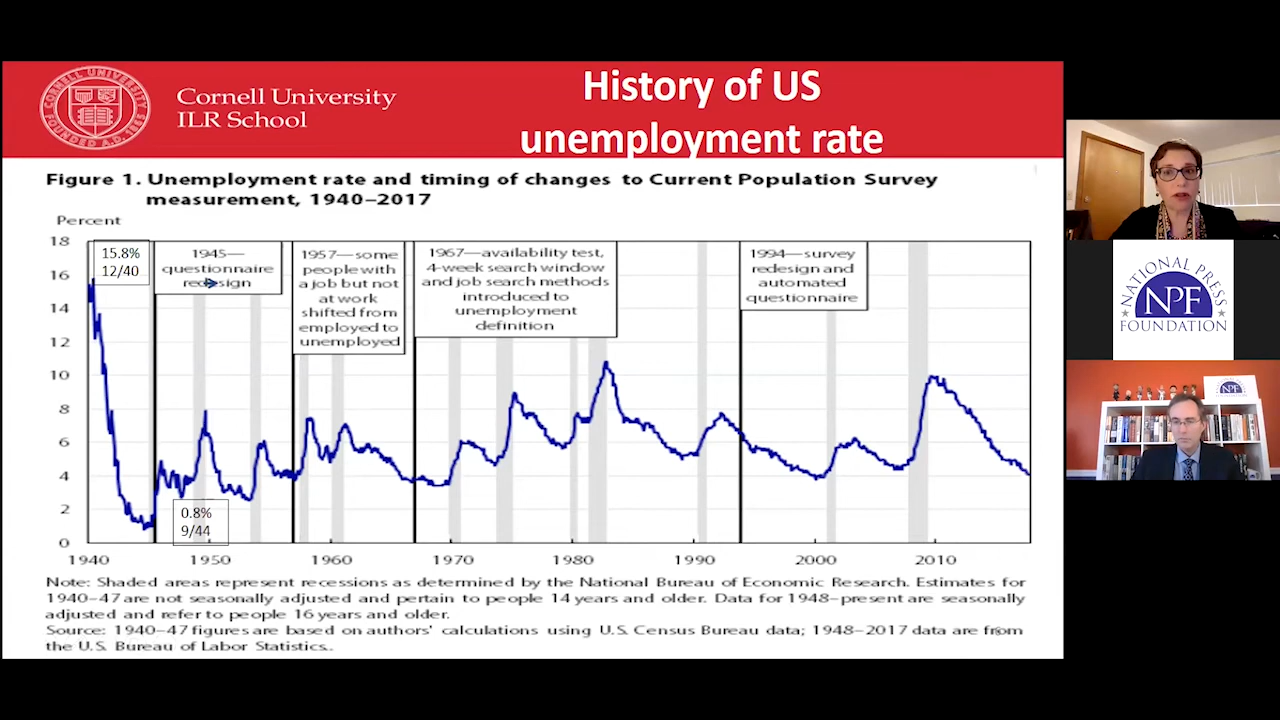 CORNELL UNIVERSITY
FOUNDED A.D. 1865
Cornell University
ILR School
History of US
unemployment rate
Figure 1. Unemployment rate and timing of changes to Current Population Survey
measurement, 1940–2017
Percent
18
16
14
12
10
8
6
4
2
0
15.8%
12/40
1945—
questionnaire
redesign
1957—some
people with
a job but not
at work
shifted from
employed to
unemployed
1967—availability test,
4-week search window
and job search methods
introduced to
unemployment
definition
1994—survey
redesign and
automated
questionnaire
0.8%
9/44
1940
1950
1960
1970
1980
1990
2000
2010
Note: Shaded areas represent recessions as determined by the National Bureau of Economic Research. Estimates for
1940–47 are not seasonally adjusted and pertain to people 14 years and older. Data for 1948–present are seasonally
adjusted and refer to people 16 years and older.
Source: 1940–47 figures are based on authors' calculations using U.S. Census Bureau data; 1948–2017 data are from
the U.S. Bureau of Labor Statistics..
NATIONAL PRESS
NPF
FOUNDATION
NPF